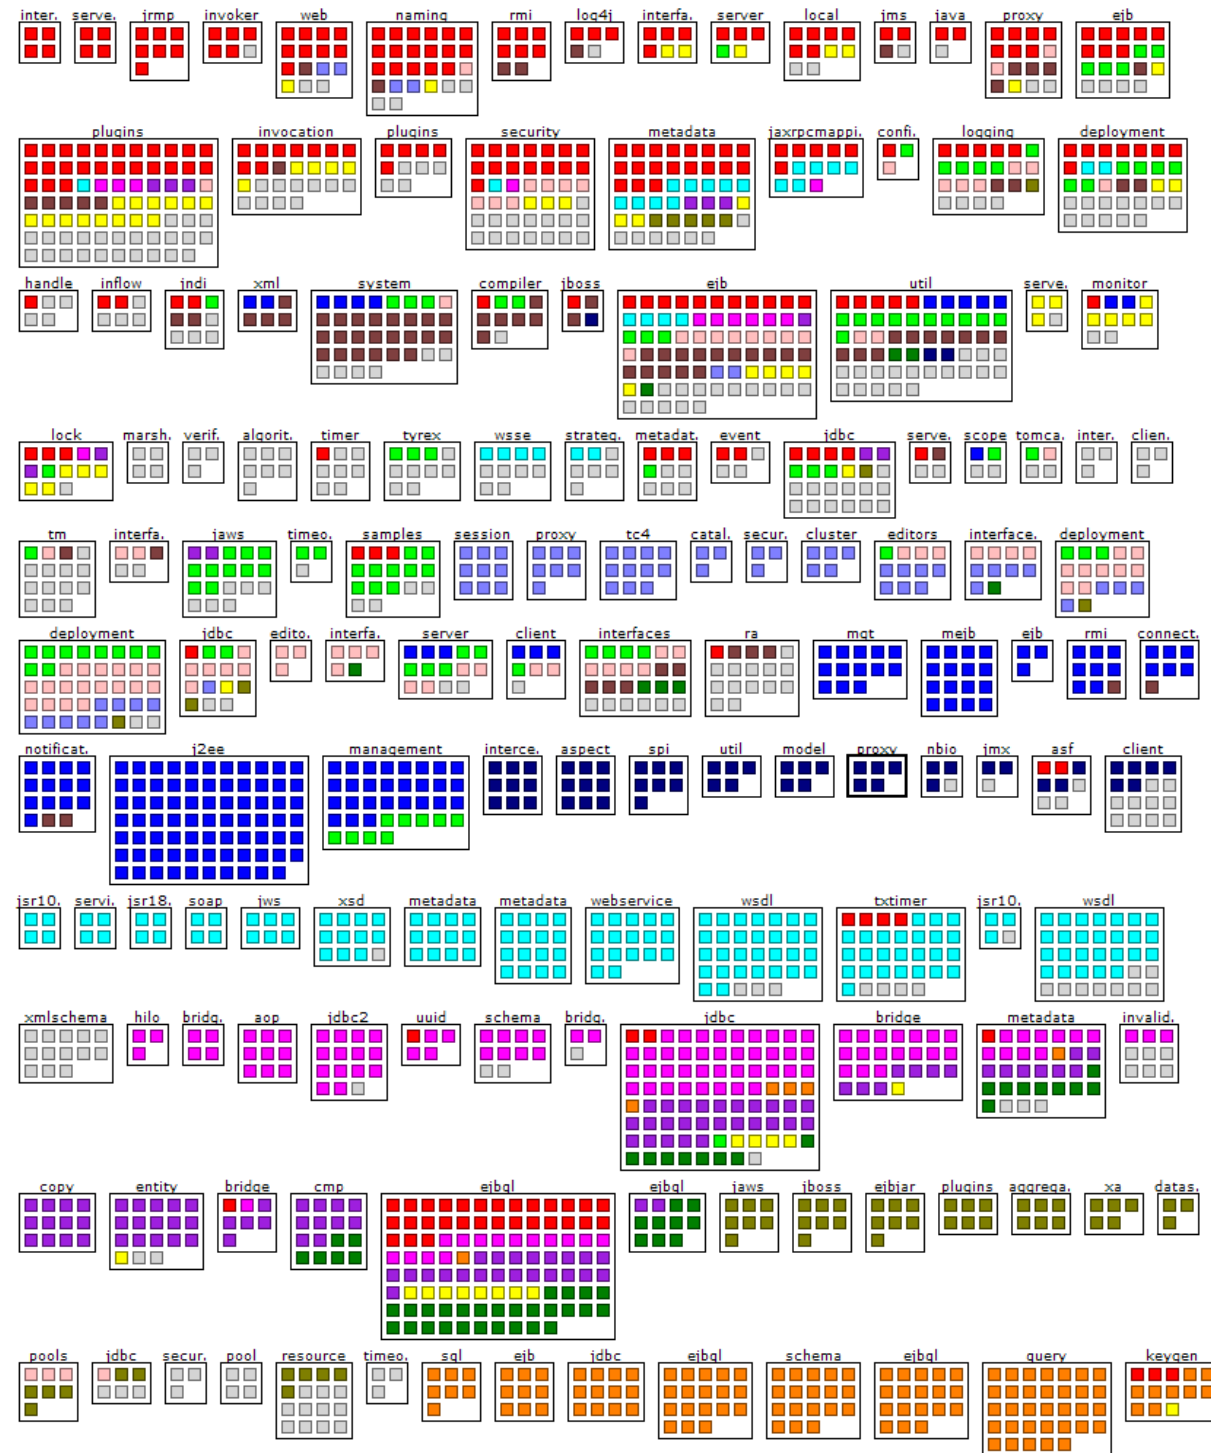 inter. serve. jrmp invoker web naming rmi log4j interfa. server local jms java proxy ejb
plugins invocation plugins security metadata jaxrpcmappi. confi. logging deployment
handle inflow jndi xml system compiler jboss ejb util serve. monitor
lock marsh. verif. algorit. timer tyrex wsse strateg. metadat. event jdbc serve. scope tomca. inter. clien.
tm interfa. jaws timeo. samples session proxy tc4 catal. secur. cluster editors interface. deployment
deployment jdbc edito. interfa. server client interfaces ra mgt mejb ejb rmi connect.
notificat. j2ee management interce. aspect spi util model proxy nbio jmx asf client
jsr10. servi. jsr18. soap jws xsd metadata metadata webservice wsdl txtimer jsr10. wsdl
xmlschema hilo bridg. aop jdbc2 uuid schema bridg. jdbc bridge metadata invalid.
copy entity bridge cmp ejbql ejbql jaws jboss ejbjar plugins aggrega. xa datas.
pools jdbc secur. pool resource timeo. sql ejb jdbc ejbql schema ejbql query keygen